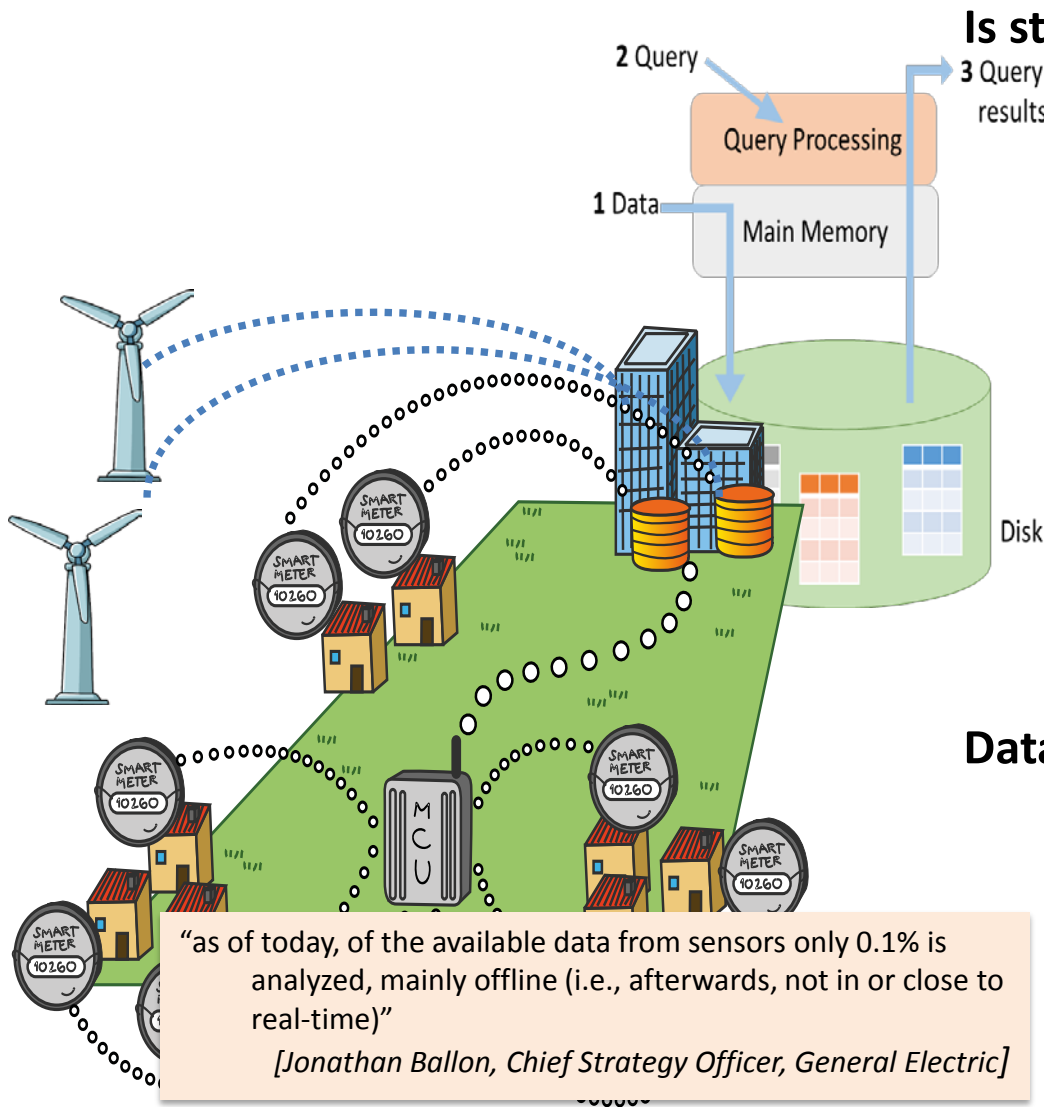 Is st
2 Query
3 Query
results
Query Processing
1 Data
Main Memory
SMART
METER
10260
SMART
METER
10260
Disk
SMART
METER
10260
Data
SMART
METER
10260
MCU
SMART
METER
10260
SMART
METER
10260
“as of today, of the available data from sensors only 0.1% is
analyzed, mainly offline (i.e., afterwards, not in or close to
real-time)”
[Jonathan Ballon, Chief Strategy Officer, General Electric]